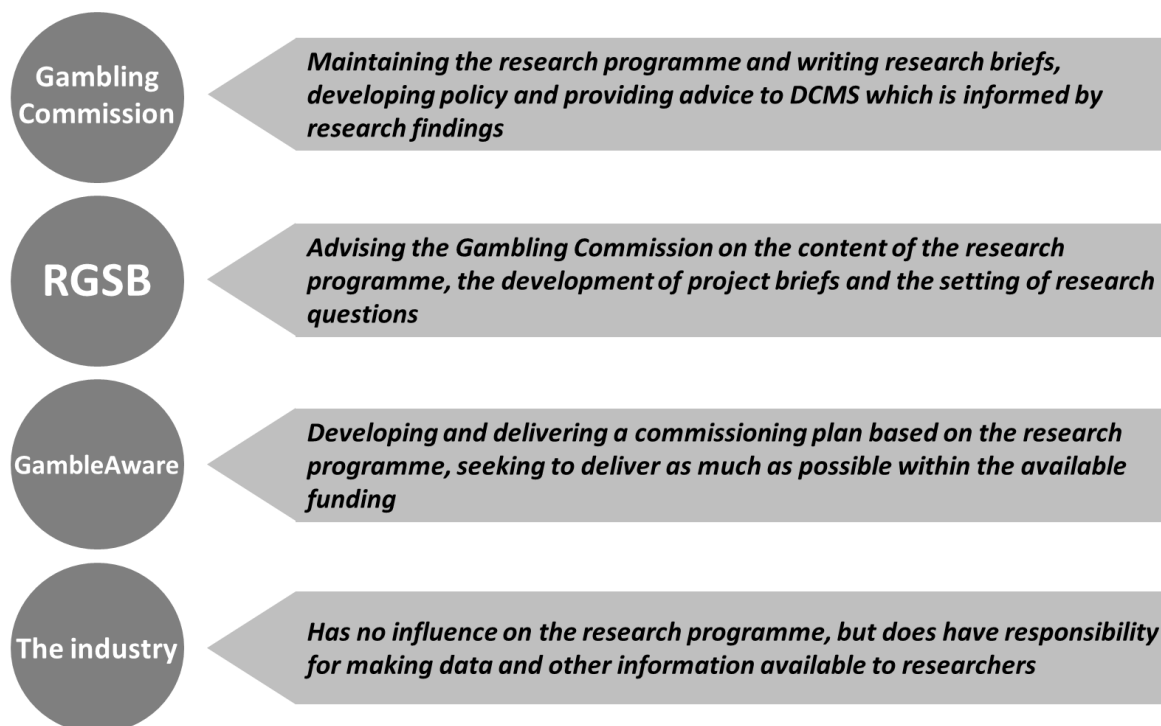 Gambling
Commission
Maintaining the research programme and writing research briefs,
developing policy and providing advice to DCMS which is informed by
research findings
RGSB
Advising the Gambling Commission on the content of the research
programme, the development of project briefs and the setting of research
questions
GambleAware
Developing and delivering a commissioning plan based on the research
programme, seeking to deliver as much as possible within the available
funding
The industry
Has no influence on the research programme, but does have responsibility
for making data and other information available to researchers